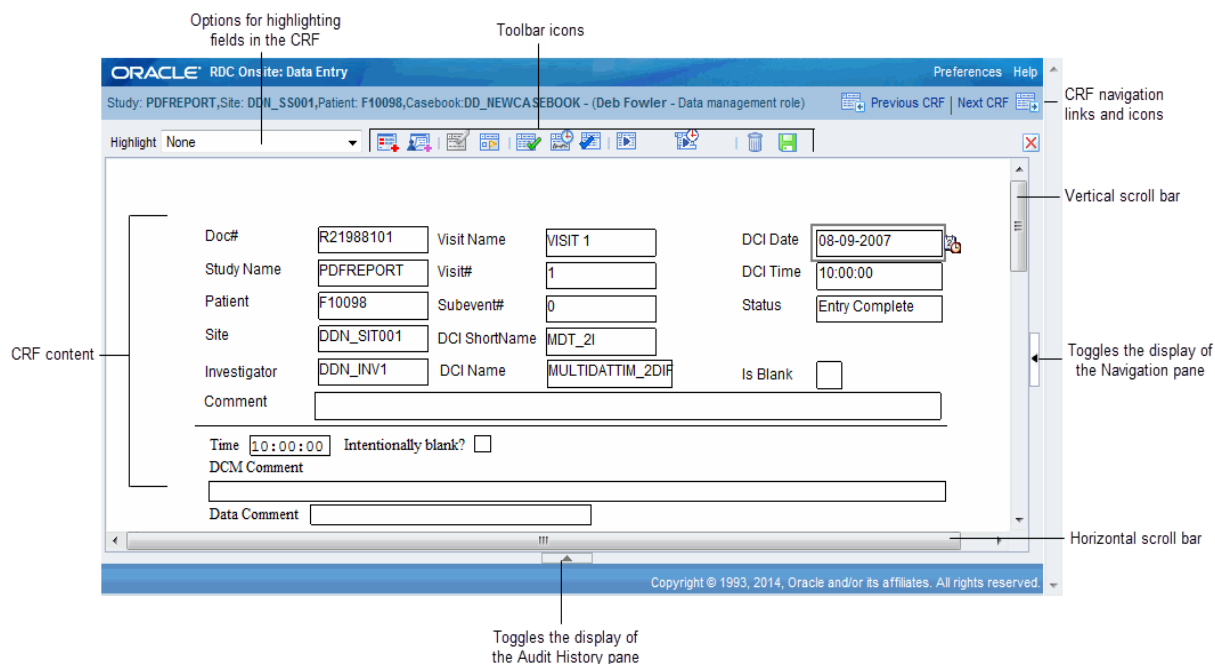 Options for highlighting
fields in the CRF
Toolbar icons
ORACLE® RDC Onsite: Data Entry
Preferences Help
Study: PDFREPORT,Site: DDN_SS001,Patient: F10098,Casebook:DD_NEWCASEBOOK - (Deb Fowler - Data management role)
Previous CRF | Next CRF
CRF navigation
links and icons
Highlight None
Vertical scroll bar
Doc# R21988101 Visit Name VISIT 1 DCI Date 08-09-2007
Study Name PDFREPORT Visit# 1 DCI Time 10:00:00
Patient F10098 Subevent# 0 Status Entry Complete
Site DDN_SIT001 DCI ShortName MDT_2I
Investigator DDN_INV1 DCI Name MULTIDATTIM_2DIF Is Blank
Comment
CRF content
Toggles the display of
the Navigation pane
Time 10:00:00 Intentionally blank?
DCM Comment
Data Comment
Horizontal scroll bar
Copyright © 1993, 2014, Oracle and/or its affiliates. All rights reserved.
Toggles the display of
the Audit History pane